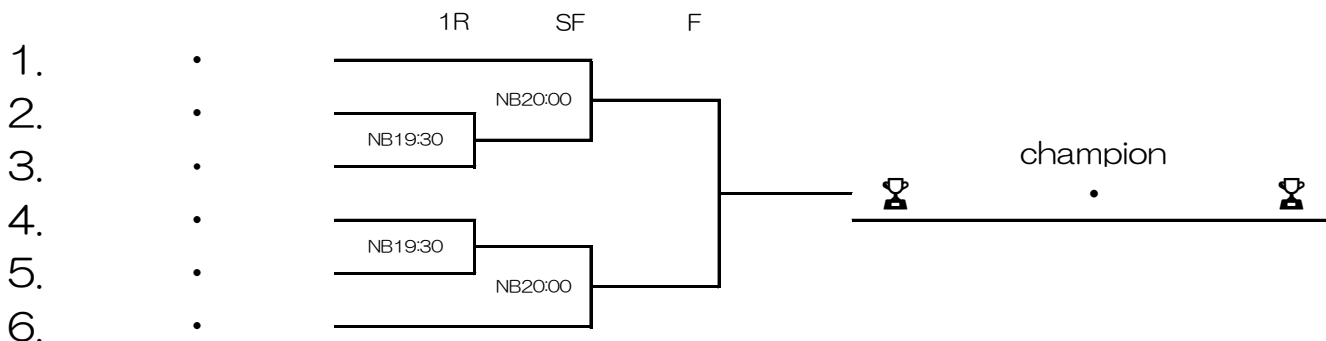 1R SF F
1. ・
NB20:00
2. ・
NB19:30
3. ・
champion
🏆 ・ 🏆
4. ・
NB19:30
5. ・
NB20:00
6. ・